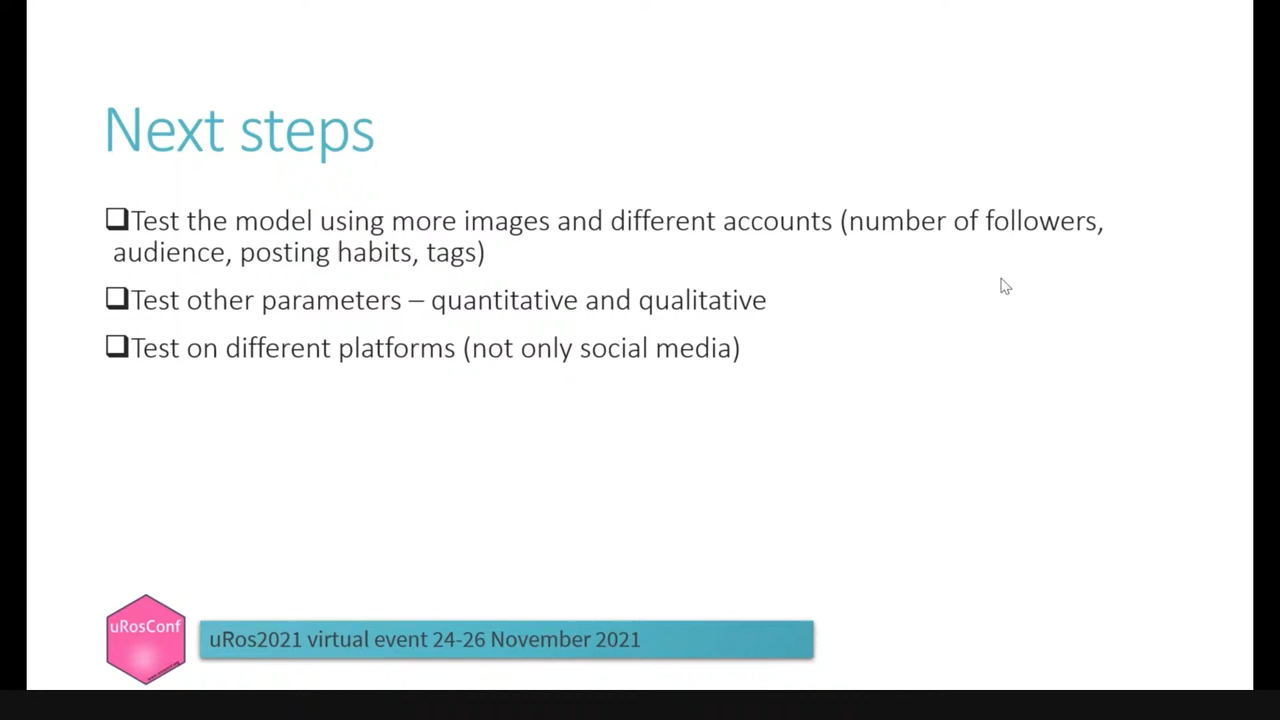 Next steps
❑Test the model using more images and different accounts (number of followers,
audience, posting habits, tags)
❑Test other parameters – quantitative and qualitative
❑Test on different platforms (not only social media)
uRosConf
uRos2021 virtual event 24-26 November 2021